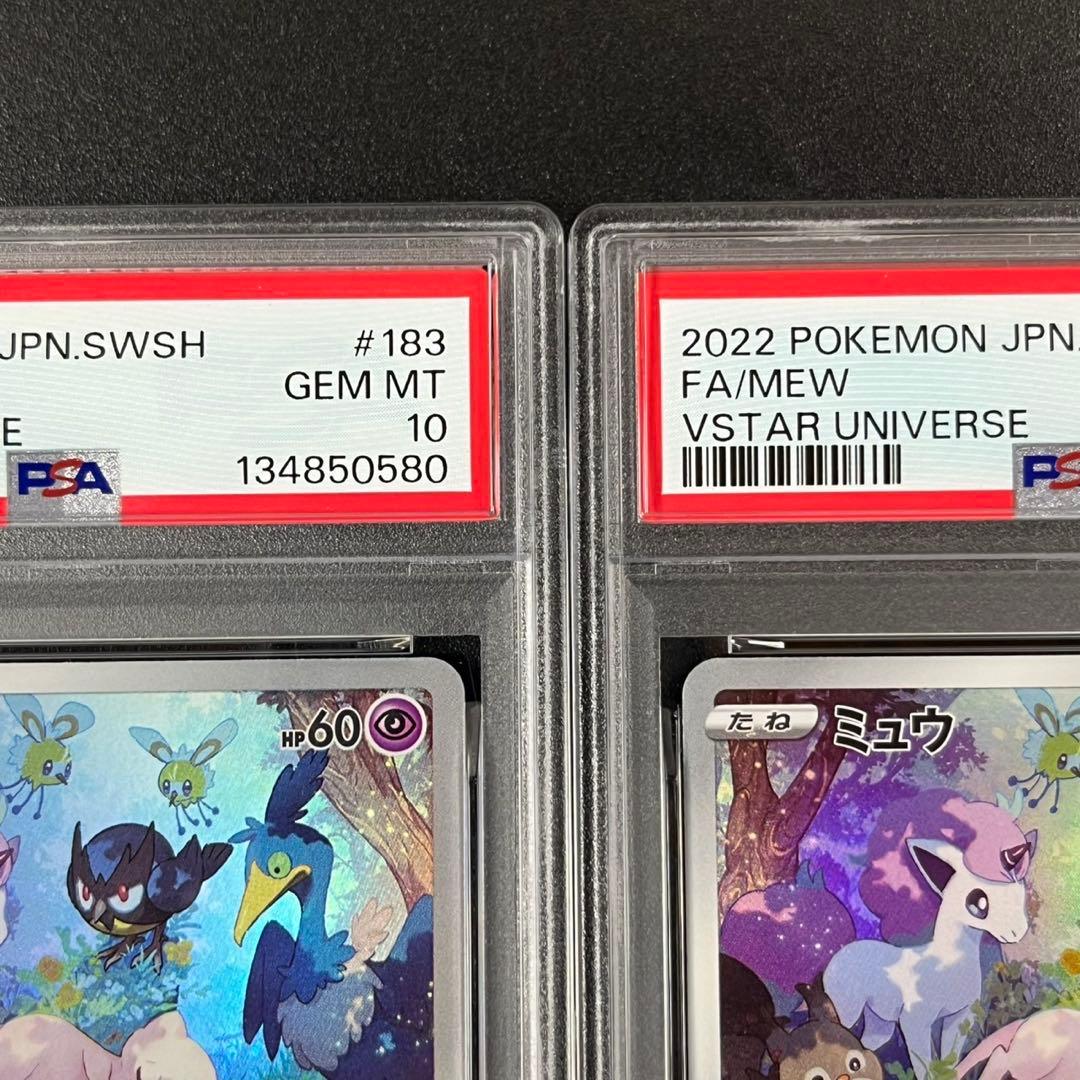 JPN.SWSH #183
GEM MT
E 10
PSA 134850580
HP60
2022 POKEMON JPN.
FA/MEW
VSTAR UNIVERSE
PS
たね ミュウ